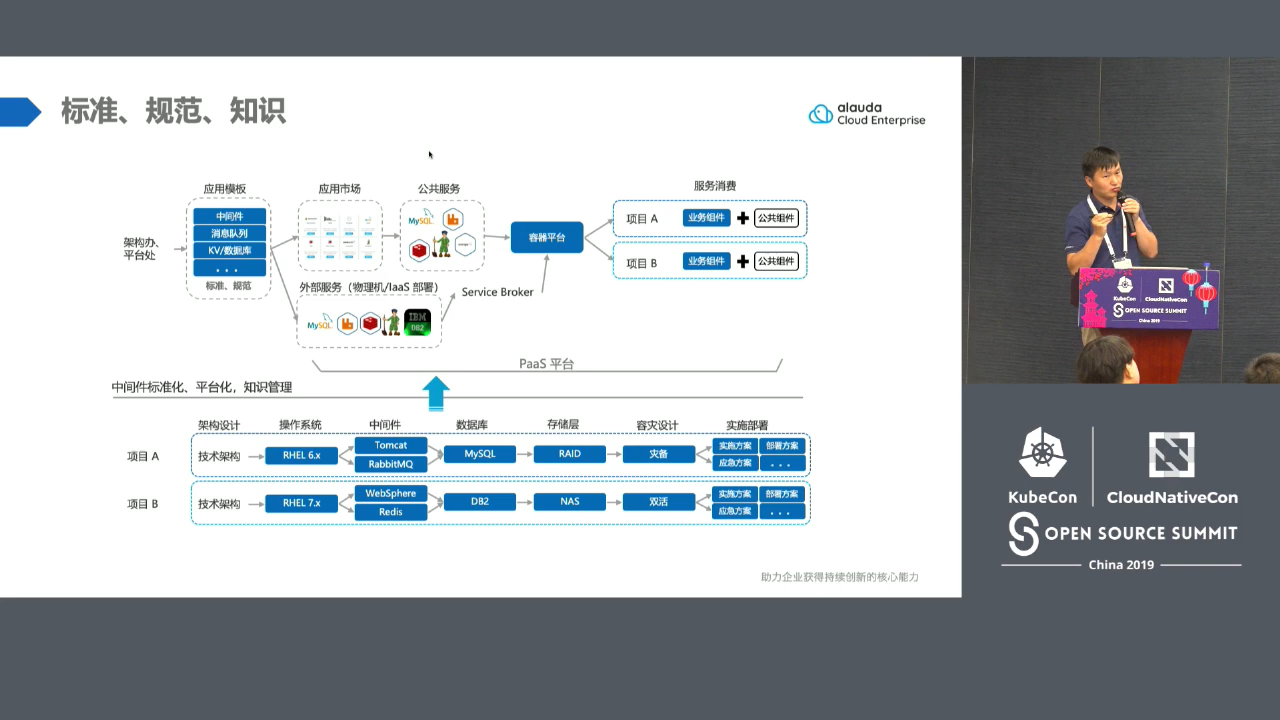 标准、规范、知识
alauda
Cloud Enterprise
应用模板
应用市场
公共服务
服务消费
架构办、
平台处
中间件
消息队列
KV/数据库
...
标准、规范
MySQL
容器平台
项目 A
业务组件
公共组件
项目 B
业务组件
公共组件
外部服务（物理机/IaaS 部署）
MySQL
IBM
DB2
Service Broker
PaaS 平台
中间件标准化、平台化，知识管理
架构设计
操作系统
中间件
数据库
存储层
容灾设计
实施部署
项目 A
技术架构
RHEL 6.x
Tomcat
RabbitMQ
MySQL
RAID
灾备
实施方案
部署方案
应急方案
...
项目 B
技术架构
RHEL 7.x
WebSphere
Redis
DB2
NAS
双活
实施方案
部署方案
应急方案
...
助力企业获得持续创新的核心能力
KubeCon
CloudNativeCon
OPEN SOURCE SUMMIT
China 2019
KubeCon
CloudNativeCon
OPEN SOURCE SUMMIT
China 2019